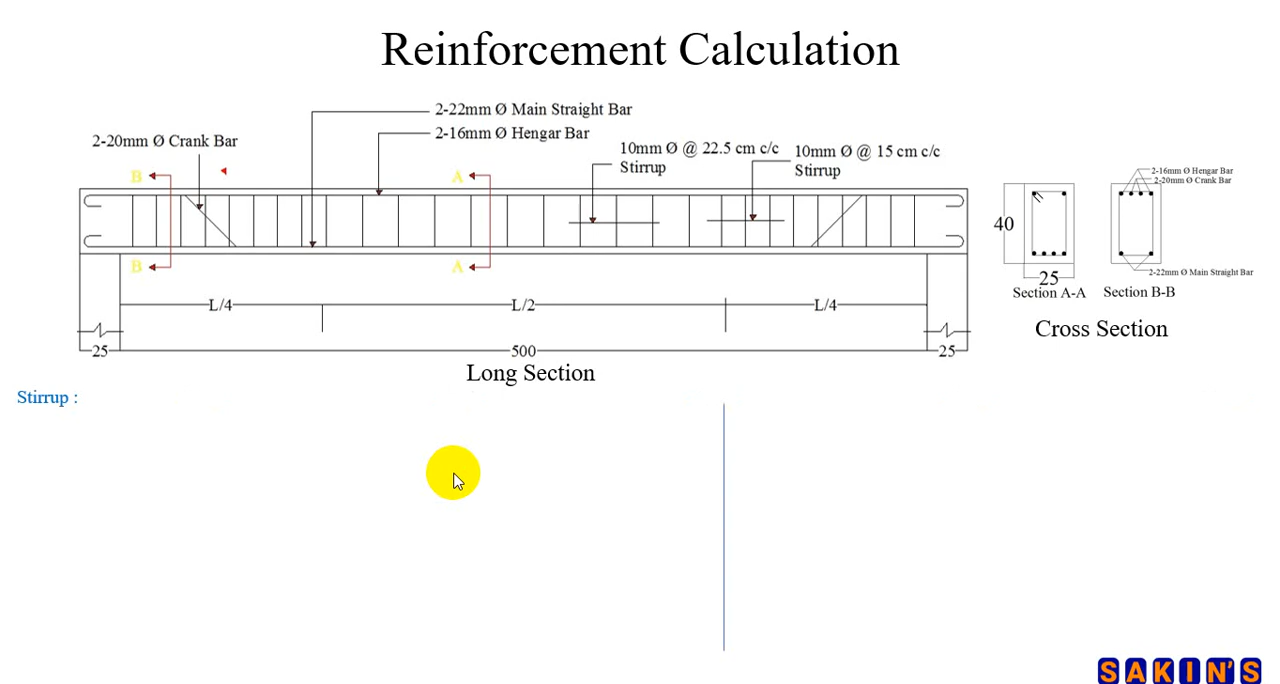 Reinforcement Calculation
2-22mm Ø Main Straight Bar
2-16mm Ø Hengar Bar
2-20mm Ø Crank Bar
10mm Ø @ 22.5 cm c/c
Stirrup
10mm Ø @ 15 cm c/c
Stirrup
B
A
B
A
L/4
L/2
L/4
25
500
25
Long Section
40
25
Section A-A
2-16mm Ø Hengar Bar
2-20mm Ø Crank Bar
2-22mm Ø Main Straight Bar
Section B-B
Cross Section
Stirrup :
SAKIN'S